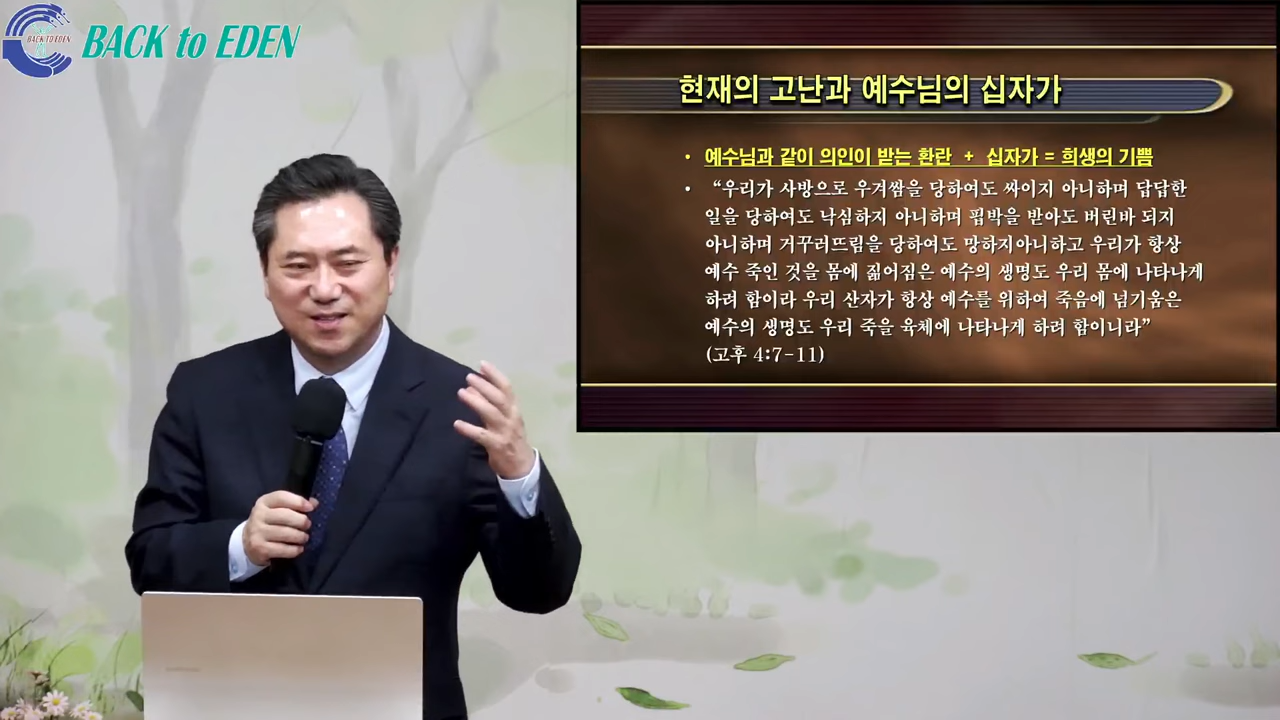 BACK TO EDEN
BACK to EDEN
현재의 고난과 예수님의 십자가
• 예수님과 같이 의인이 받는 환란 + 십자가 = 희생의 기쁨
• “우리가 사방으로 우겨쌈을 당하여도 싸이지 아니하며 답답한
일을 당하여도 낙심하지 아니하며 핍박을 받아도 버린바 되지
아니하며 거꾸러뜨림을 당하여도 망하지아니하고 우리가 항상
예수 죽인 것을 몸에 짊어짐은 예수의 생명도 우리 몸에 나타나게
하려 함이라 우리 산자가 항상 예수를 위하여 죽음에 넘기움은
예수의 생명도 우리 죽을 육체에 나타나게 하려 함이니라”
(고후 4:7-11)